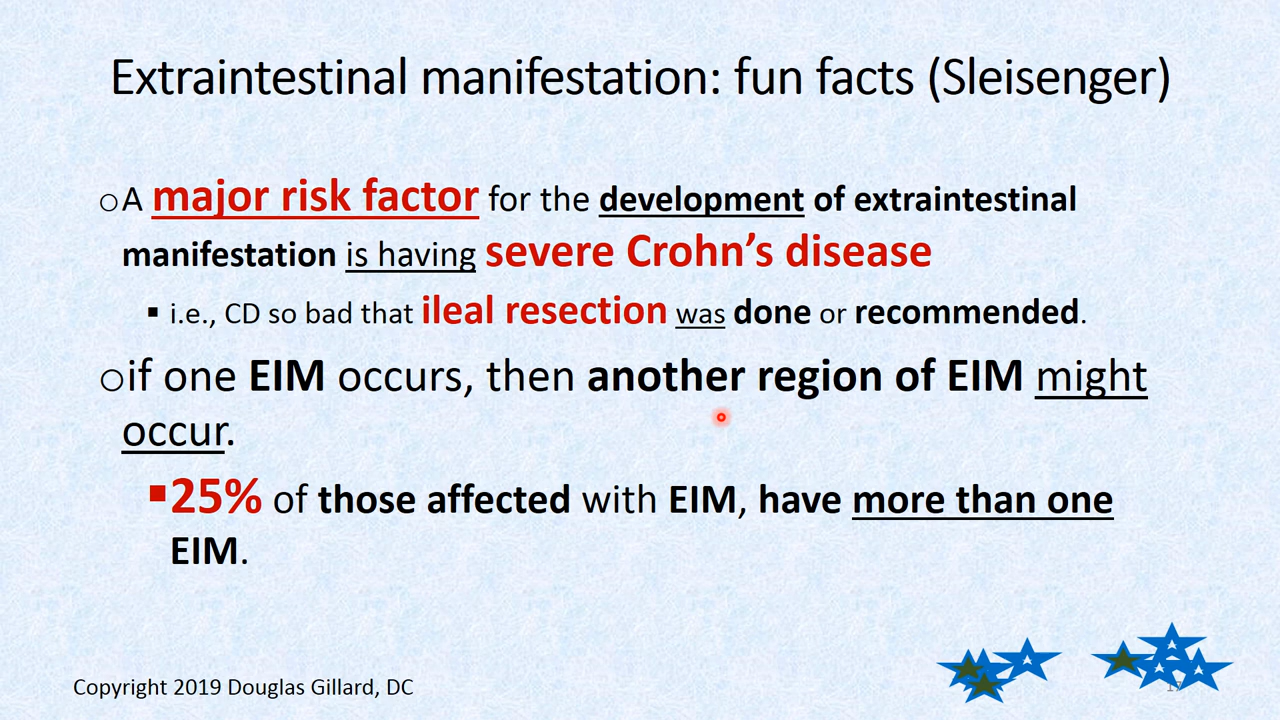 Extraintestinal manifestation: fun facts (Sleisenger)
○A major risk factor for the development of extraintestinal
manifestation is having severe Crohn’s disease
▪ i.e., CD so bad that ileal resection was done or recommended.
○if one EIM occurs, then another region of EIM might
occur.
▪25% of those affected with EIM, have more than one
EIM.
Copyright 2019 Douglas Gillard, DC